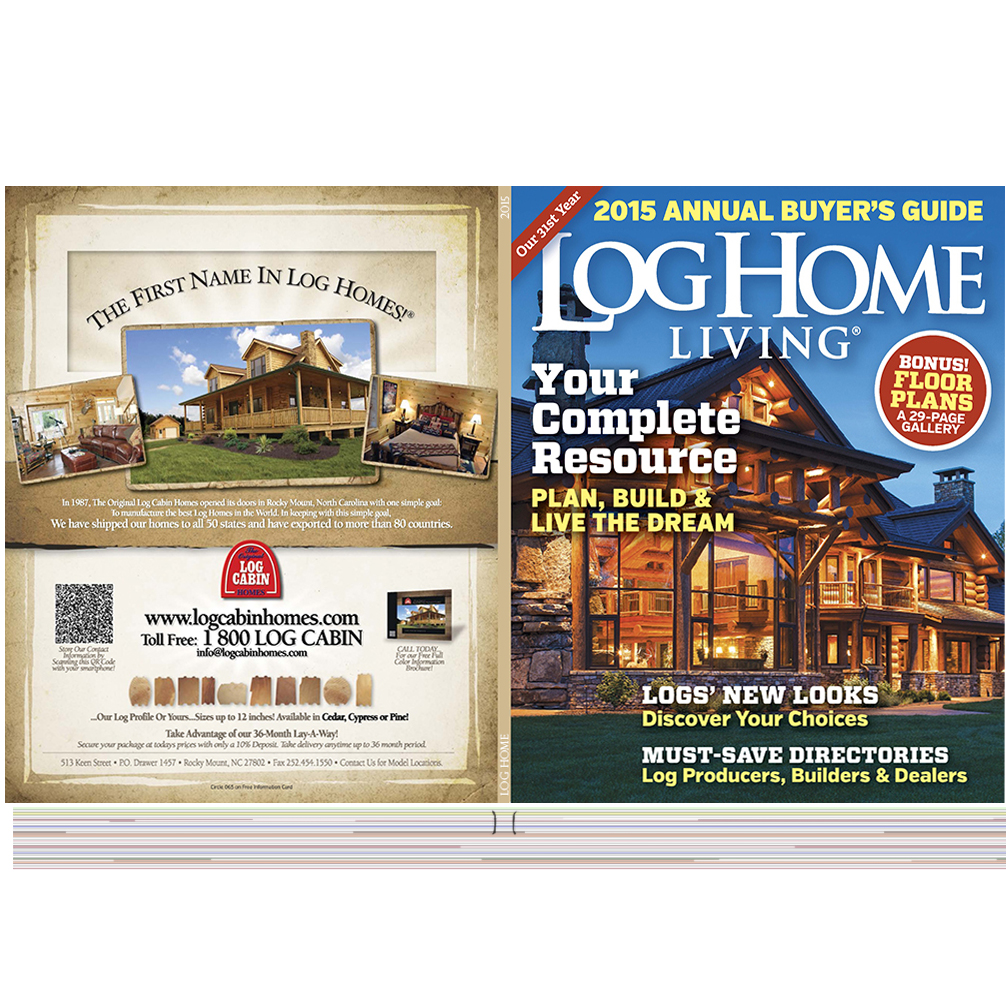 THE FIRST NAME IN LOG HOMES!®
In 1987, The Original Log Cabin Homes opened its doors in Rocky Mount, North Carolina with one simple goal:
To manufacture the best Log Homes in the World. In keeping with this simple goal,
We have shipped our homes to all 50 states and have exported to more than 80 countries.
The
Original
LOG
CABIN
HOMES
www.logcabinhomes.com
Toll Free: 1 800 LOG CABIN
info@logcabinhomes.com
Store Our Contact
Information by
Scanning this QR Code
with your smartphone!
CALL TODAY...
For our Free Full
Color Information
Brochure!
...Our Log Profile Or Yours...Sizes up to 12 inches! Available in Cedar, Cypress or Pine!
Take Advantage of our 36-Month Lay-A-Way!
Secure your package at todays prices with only a 10% Deposit. Take delivery anytime up to 36 month period.
513 Keen Street • P.O. Drawer 1457 • Rocky Mount, NC 27802 • Fax 252.454.1550 • Contact Us for Model Locations.
Circle 065 on Free Information Card
2015
LOG HOME
Our 31st Year
2015 ANNUAL BUYER'S GUIDE
LOG HOME
LIVING®
BONUS!
FLOOR
PLANS
A 29-PAGE
GALLERY
Your
Complete
Resource
PLAN, BUILD &
LIVE THE DREAM
LOGS' NEW LOOKS
Discover Your Choices
MUST-SAVE DIRECTORIES
Log Producers, Builders & Dealers